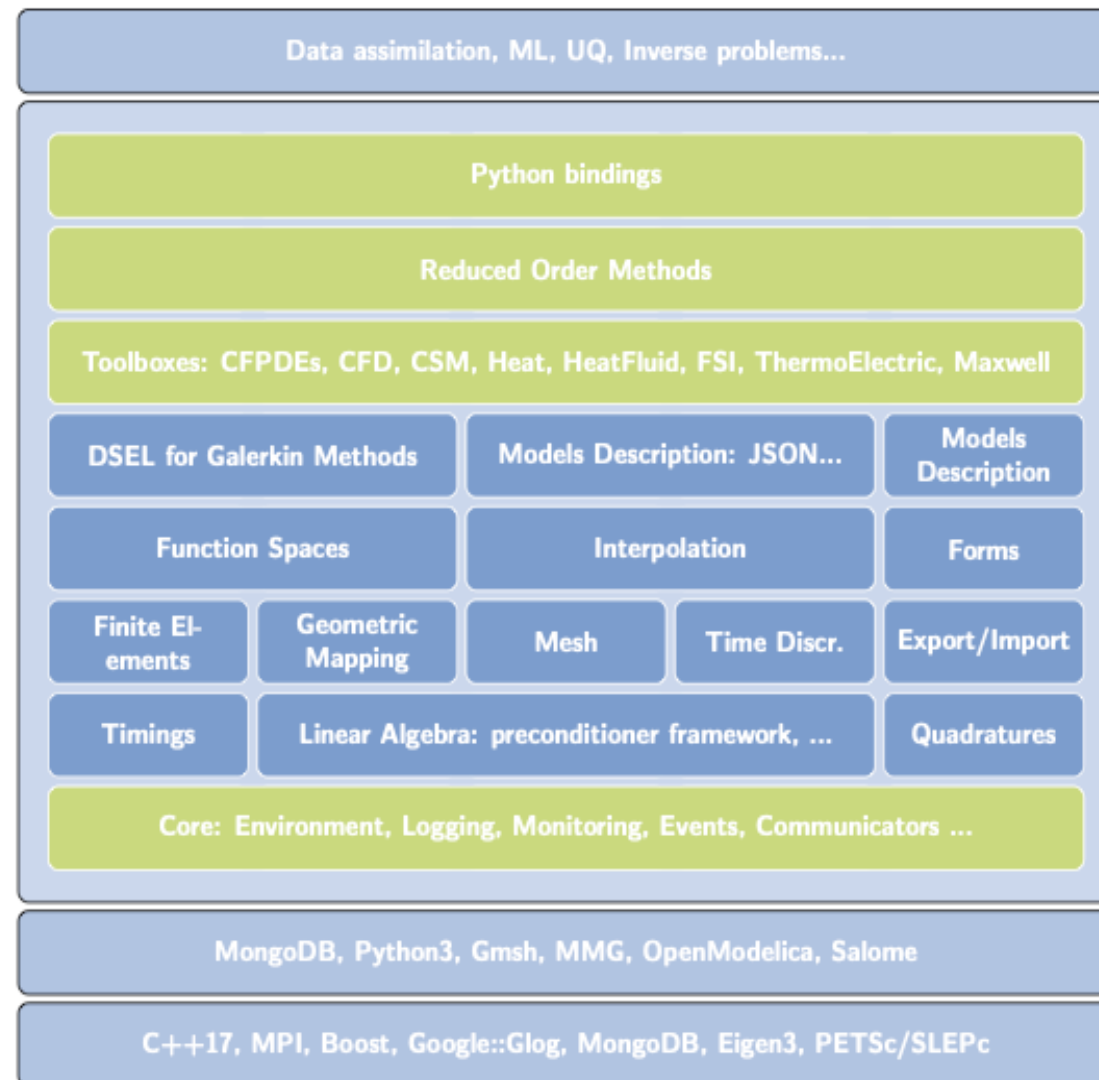 Data assimilation, ML, UQ, Inverse problems...
Python bindings
Reduced Order Methods
Toolboxes: CFPDEs, CFD, CSM, Heat, HeatFluid, FSI, ThermoElectric, Maxwell
DSEL for Galerkin Methods
Models Description: JSON...
Models
Description
Function Spaces
Interpolation
Forms
Finite El-
ements
Geometric
Mapping
Mesh
Time Discr.
Export/Import
Timings
Linear Algebra: preconditioner framework, ...
Quadratures
Core: Environment, Logging, Monitoring, Events, Communicators ...
MongoDB, Python3, Gmsh, MMG, OpenModelica, Salome
C++17, MPI, Boost, Google::Glog, MongoDB, Eigen3, PETSc/SLEPc